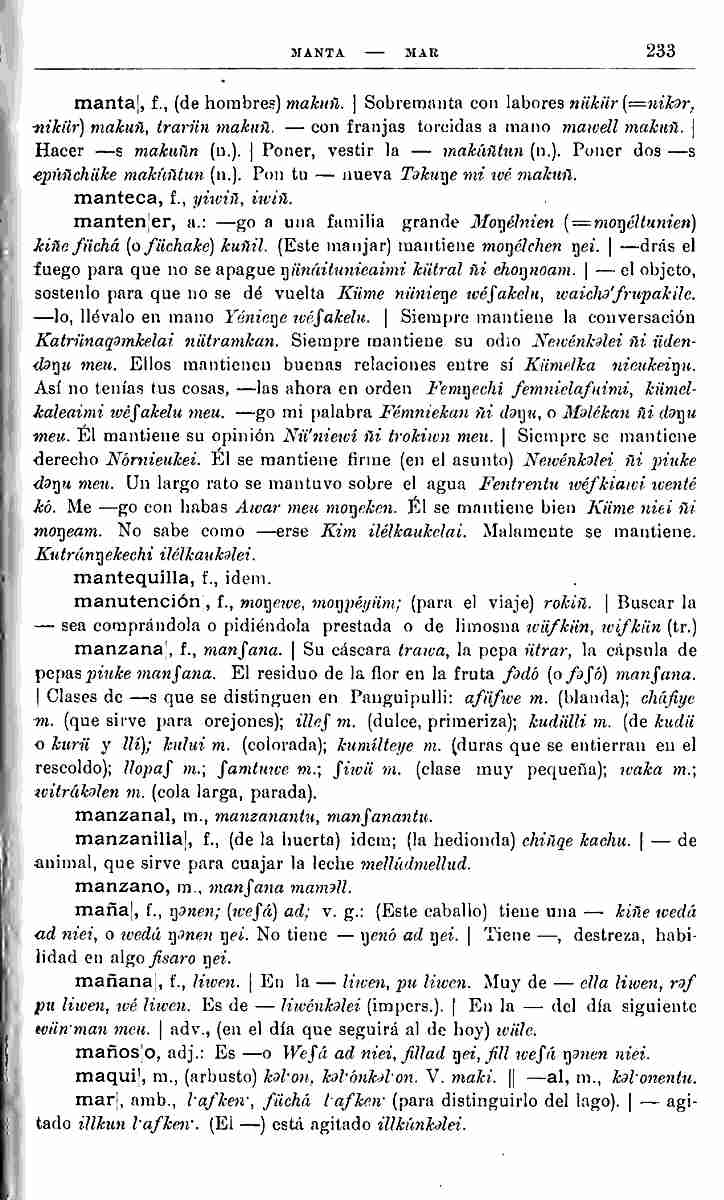 MANTA — MAR 233
manta|, f., (de hombres) makuñ. | Sobremanta con labores nükür (=nikər,
nikür) makuñ, trarün makuñ. — con franjas torcidas a mano mawell makuñ. |
Hacer —s makuñn (n.). | Poner, vestir la — makúñtun (n.). Poner dos —s
epúñchüke makúñtun (n.). Pon tu — nueva Təkuŋe mi wé makuñ.
manteca, f., yiwiñ, iwiñ.
manten|er, a.: —go a una familia grande Moŋélnien (=moŋéltunien)
kiñe füchá (o füchake) kuñil. (Este manjar) mantiene moŋélchen ŋei. | —drás el
fuego para que no se apague ŋünáitunieaimi kütral ñi choŋnoam. | — el objeto,
sostenlo para que no se dé vuelta Küme nünieŋe wéʃakelu, waichə'frupakilc.
—lo, llévalo en mano Yénieŋe wéʃakelu. | Siempre mantiene la conversación
Katrünaqəmkelai nütramkan. Siempre mantiene su odio Newénkəlei ñi üden-
dəŋu meu. Ellos mantienen buenas relaciones entre sí Kümelka nieukeiŋu.
Así no tenías tus cosas, —las ahora en orden Femŋechi femnielafuimi, kümel-
kaleaimi wéʃakelu meu. —go mi palabra Fémniekan ñi dəŋu, o Məlékan ñi dəŋu
meu. Él mantiene su opinión Nü'niewí ñi trokiwn meu. | Siempre se mantiene
derecho Nórnieukei. Él se mantiene firme (en el asunto) Newénkəlei ñi piuke
dəŋu meu. Un largo rato se mantuvo sobre el agua Fentrentu wéfkiawi wenté
kó. Me —go con habas Awar meu moŋeken. Él se mantiene bien Küme niei ñi
moŋeam. No sabe como —erse Kim ilélkaukelai. Malamente se mantiene.
Kutránŋekechi ilélkaukəlei.
mantequilla, f., idem.
manutención, f., moŋewe, moŋpéyüm; (para el viaje) rokiñ. | Buscar la
— sea comprándola o pidiéndola prestada o de limosna wüfkün, wifkün (tr.)
manzana|, f., manʃana. | Su cáscara trawa, la pepa ütrar, la cápsula de
pepas piuke manʃana. El residuo de la flor en la fruta fədó (o fəʃó) manʃana.
| Clases de —s que se distinguen en Panguipulli: afüfwe m. (blanda); cháfiye
m. (que sirve para orejones); illeʃ m. (dulce, primeriza); kudülli m. (de kudü
o kurü y lli); kului m. (colorada); kumílteye m. (duras que se entierran en el
rescoldo); llopaʃ m.; ʃamtuwe m.; ʃiwü m. (clase muy pequeña); waka m.;
witrákəlen m. (cola larga, parada).
manzanal, m., manzanantu, manʃanantu.
manzanilla|, f., (de la huerta) idem; (la hedionda) chiñqe kachu. | — de
animal, que sirve para cuajar la leche mellúdmellud.
manzano, m., manʃana maməll.
maña|, f., ŋənen; (weʃá) ad; v. g.: (Este caballo) tiene una — kiñe wedá
ad niei, o wedá ŋənen ŋei. No tiene — ŋenó ad ŋei. | Tiene —, destreza, habi-
lidad en algo fisaro ŋei.
mañana|, f., liwen. | En la — liwen, pu liwen. Muy de — ella liwen, rəf
pu liwen, wé liwen. Es de — liwénkəlei (impers.). | En la — del día siguiente
wün·man meu. | adv., (en el día que seguirá al de hoy) wüle.
maños|o, adj.: Es —o Weʃá ad niei, fillad ŋei, fill weʃá ŋənen niei.
maqui|, m., (arbusto) kəl·on, kəl·ónkəl·on. V. maki. || —al, m., kəl·onentu.
mar|, amb., l·afken·, füchá l·afken· (para distinguirlo del lago). | — agi-
tado illkun l·afken·. (El —) está agitado illkúnkəlei.